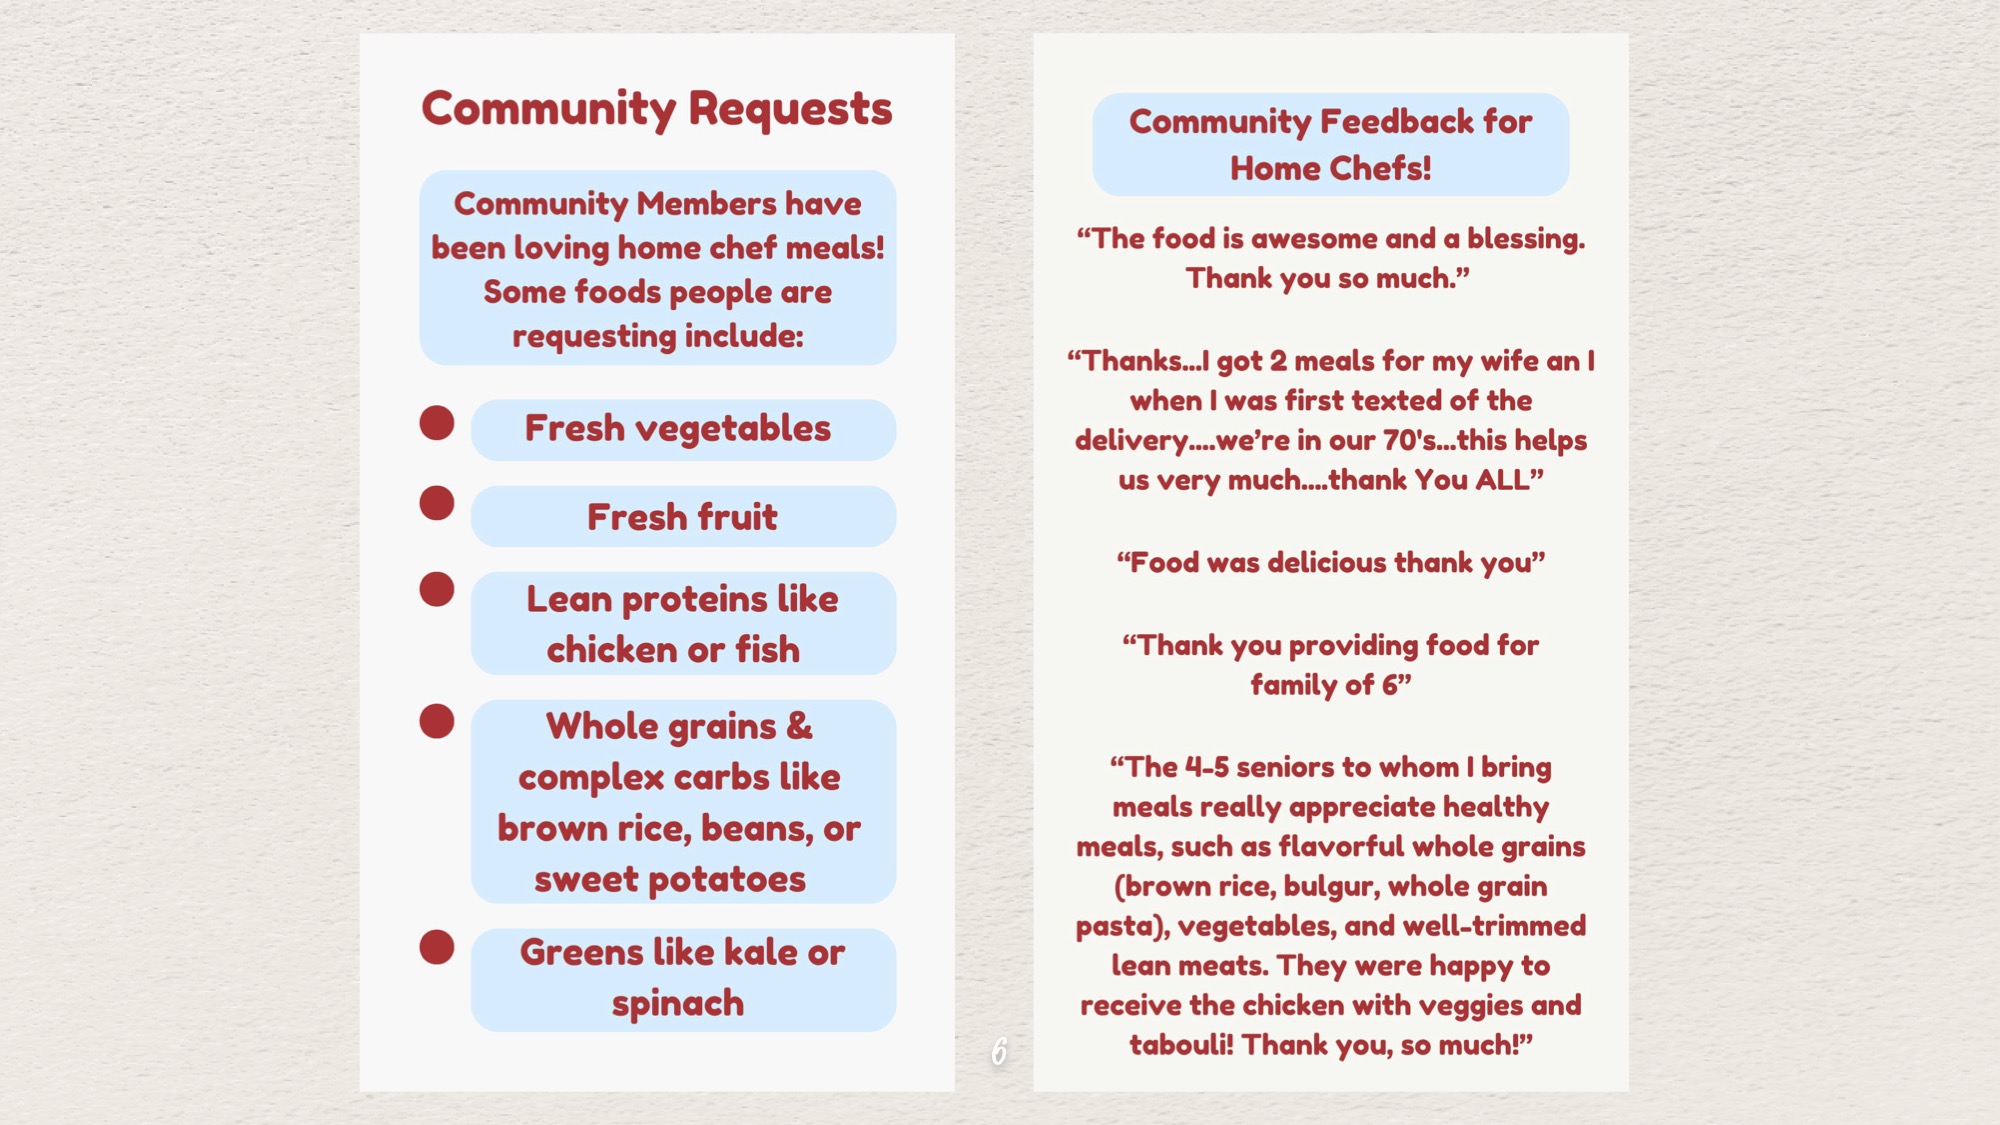 Community Requests
Community Members have
been loving home chef meals!
Some foods people are
requesting include:
Fresh vegetables
Fresh fruit
Lean proteins like
chicken or fish
Whole grains &
complex carbs like
brown rice, beans, or
sweet potatoes
Greens like kale or
spinach
Community Feedback for
Home Chefs!
“The food is awesome and a blessing.
Thank you so much.”
“Thanks...I got 2 meals for my wife an I
when I was first texted of the
delivery....we’re in our 70's...this helps
us very much....thank You ALL”
“Food was delicious thank you”
“Thank you providing food for
family of 6”
“The 4-5 seniors to whom I bring
meals really appreciate healthy
meals, such as flavorful whole grains
(brown rice, bulgur, whole grain
pasta), vegetables, and well-trimmed
lean meats. They were happy to
receive the chicken with veggies and
tabouli! Thank you, so much!”
6